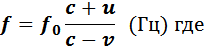 f = f₀ (c + u)/(c − v) (Гц) где